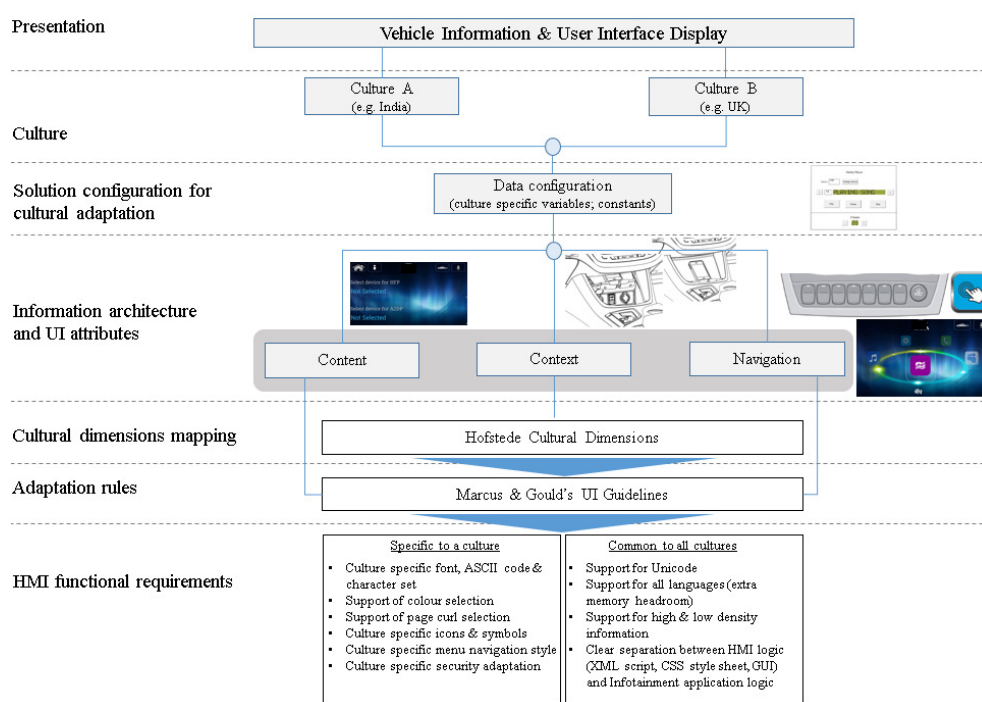 Presentation
Vehicle Information & User Interface Display
Culture A
(e.g. India)
Culture B
(e.g. UK)
Culture
Solution configuration for
cultural adaptation
Data configuration
(culture specific variables; constants)
PLAYING SONG
Information architecture
and UI attributes
Select device for HFP
Not Selected
Select device for A2DP
Not Selected
Content
Context
Navigation
Cultural dimensions mapping
Hofstede Cultural Dimensions
Adaptation rules
Marcus & Gould's UI Guidelines
HMI functional requirements
Specific to a culture
▪ Culture specific font, ASCII code &
character set
▪ Support of colour selection
▪ Support of page curl selection
▪ Culture specific icons & symbols
▪ Culture specific menu navigation style
▪ Culture specific security adaptation
Common to all cultures
▪ Support for Unicode
▪ Support for all languages (extra
memory headroom)
▪ Support for high & low density
information
▪ Clear separation between HMI logic
(XML script, CSS style sheet, GUI)
and Infotainment application logic